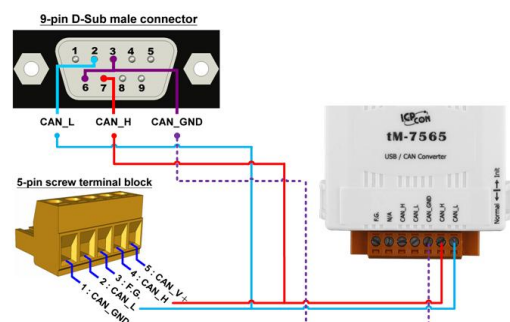 9-pin D-Sub male connector
1 2 3 4 5
6 7 8 9
CAN_L CAN_H CAN_GND
5-pin screw terminal block
1 : CAN_GND
2 : CAN_L
3 : F.G.
4 : CAN_H
5 : CAN_V+
ICP CON
tM-7565
USB / CAN Converter
Normal Init
F.G.
N/A
CAN_H
CAN_L
CAN_GND
CAN_H
CAN_L